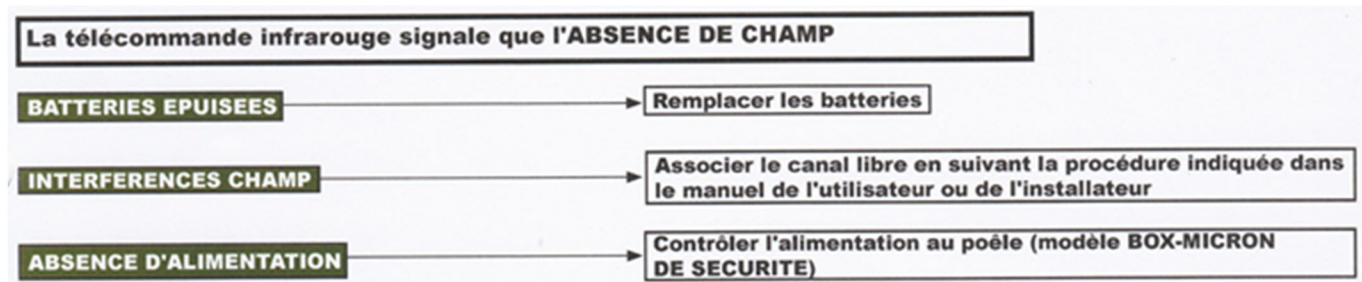 La télécommande infrarouge signale que l'ABSENCE DE CHAMP
BATTERIES EPUISEES
Remplacer les batteries
INTERFERENCES CHAMP
Associer le canal libre en suivant la procédure indiquée dans
le manuel de l'utilisateur ou de l'installateur
ABSENCE D'ALIMENTATION
Contrôler l'alimentation au poêle (modèle BOX-MICRON
DE SECURITE)